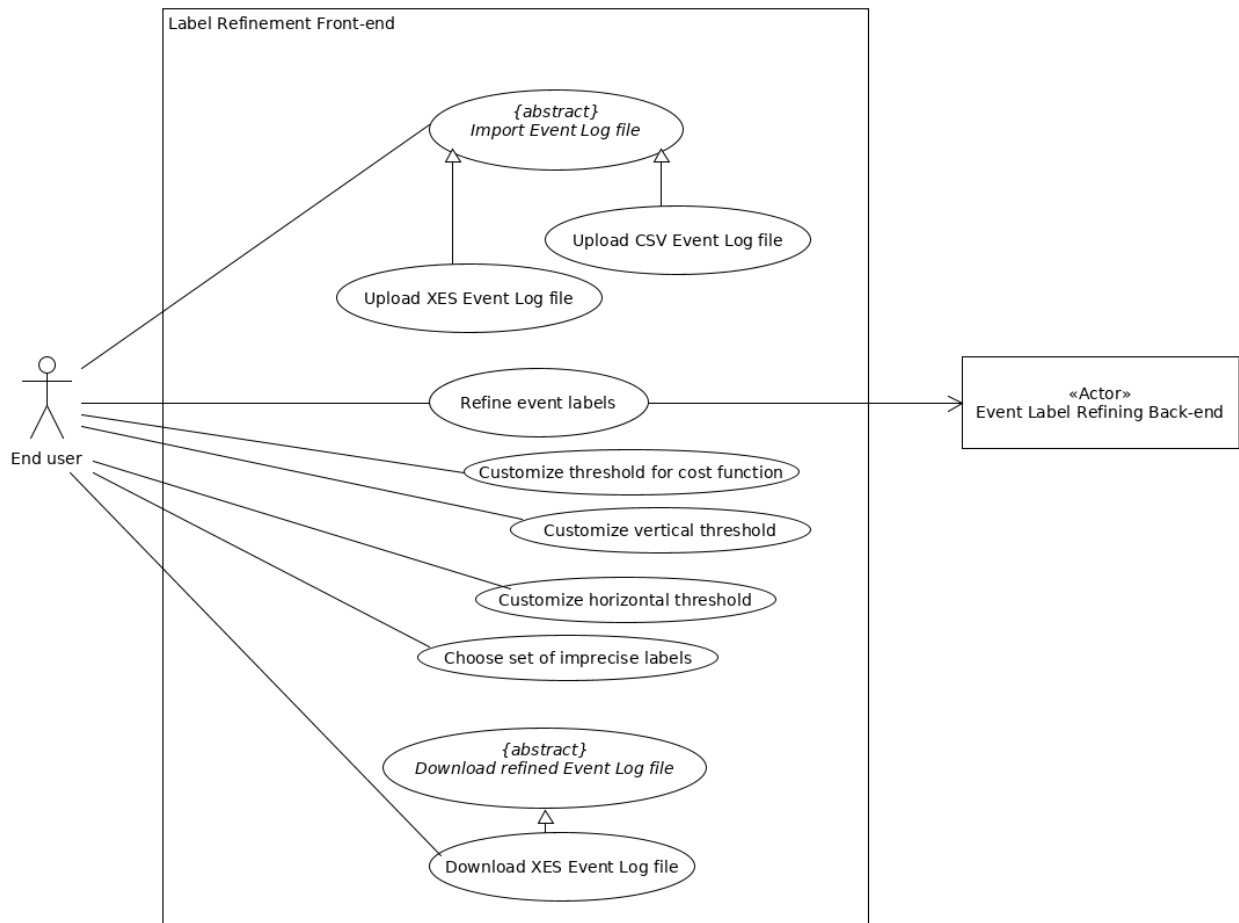 Label Refinement Front-end
{abstract}
Import Event Log file
Upload CSV Event Log file
Upload XES Event Log file
End user
Refine event labels
«Actor»
Event Label Refining Back-end
Customize threshold for cost function
Customize vertical threshold
Customize horizontal threshold
Choose set of imprecise labels
{abstract}
Download refined Event Log file
Download XES Event Log file